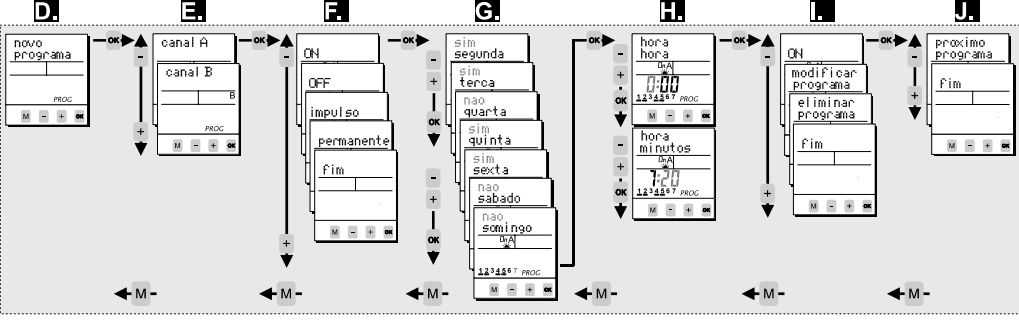 D. E. F. G. H. I. J.
novo
programa
PROG
M - + OK
OK
-
+
canal A
canal B
B
PROG
M - + OK
M
OK
-
+
ON
OFF
impulso
permanente
fim
M - + OK
M
OK
-
+
OK
-
+
OK
sim
segunda
sim
terca
nao
quarta
sim
quinta
sim
sexta
nao
sabado
nao
somingo
OnA
1234567 PROG
M - + OK
M
OK
-
+
OK
hora
hora
OnA
0:00
1234567 PROG
M - + OK
-
+
OK
hora
minutos
OnA
7:20
1234567 PROG
M - + OK
M
OK
-
+
ON
modificar
programa
eliminar
programa
fim
M - + OK
M
OK
-
+
proximo
programa
fim
M - + OK
M